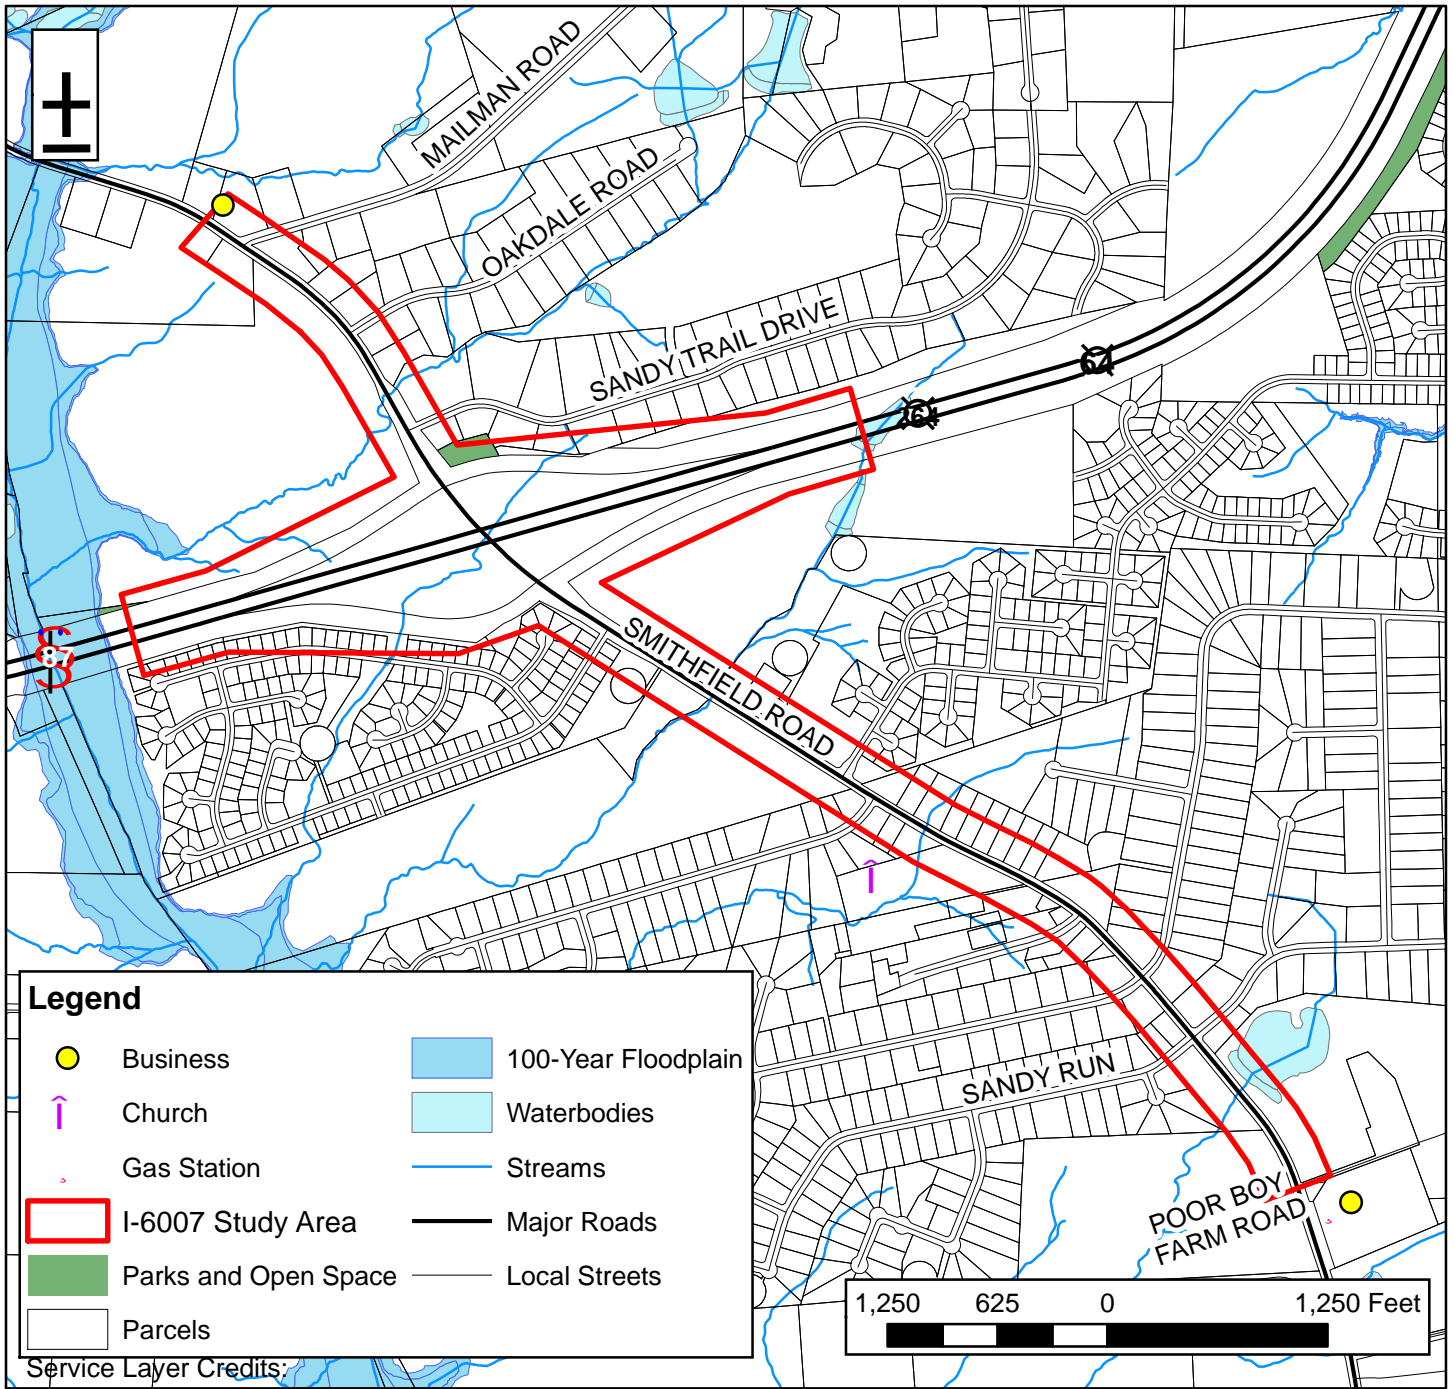 MAILMAN ROAD
OAKDALE ROAD
SANDY TRAIL DRIVE
64
264
87
SMITHFIELD ROAD
SANDY RUN
POOR BOY
FARM ROAD
Legend
Business
Church
Gas Station
I-6007 Study Area
Parks and Open Space
Parcels
100-Year Floodplain
Waterbodies
Streams
Major Roads
Local Streets
1,250 625 0 1,250 Feet
Service Layer Credits: